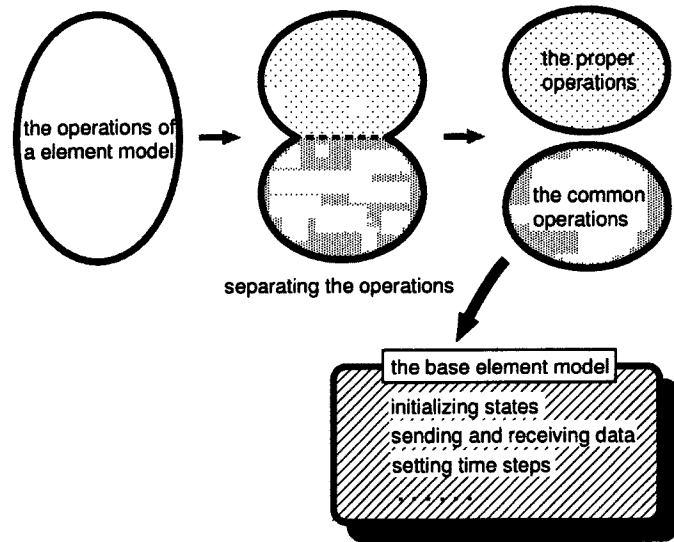 the operations of
a element model
the proper
operations
the common
operations
separating the operations
the base element model
initializing states
sending and receiving data
setting time steps
. . . . . .